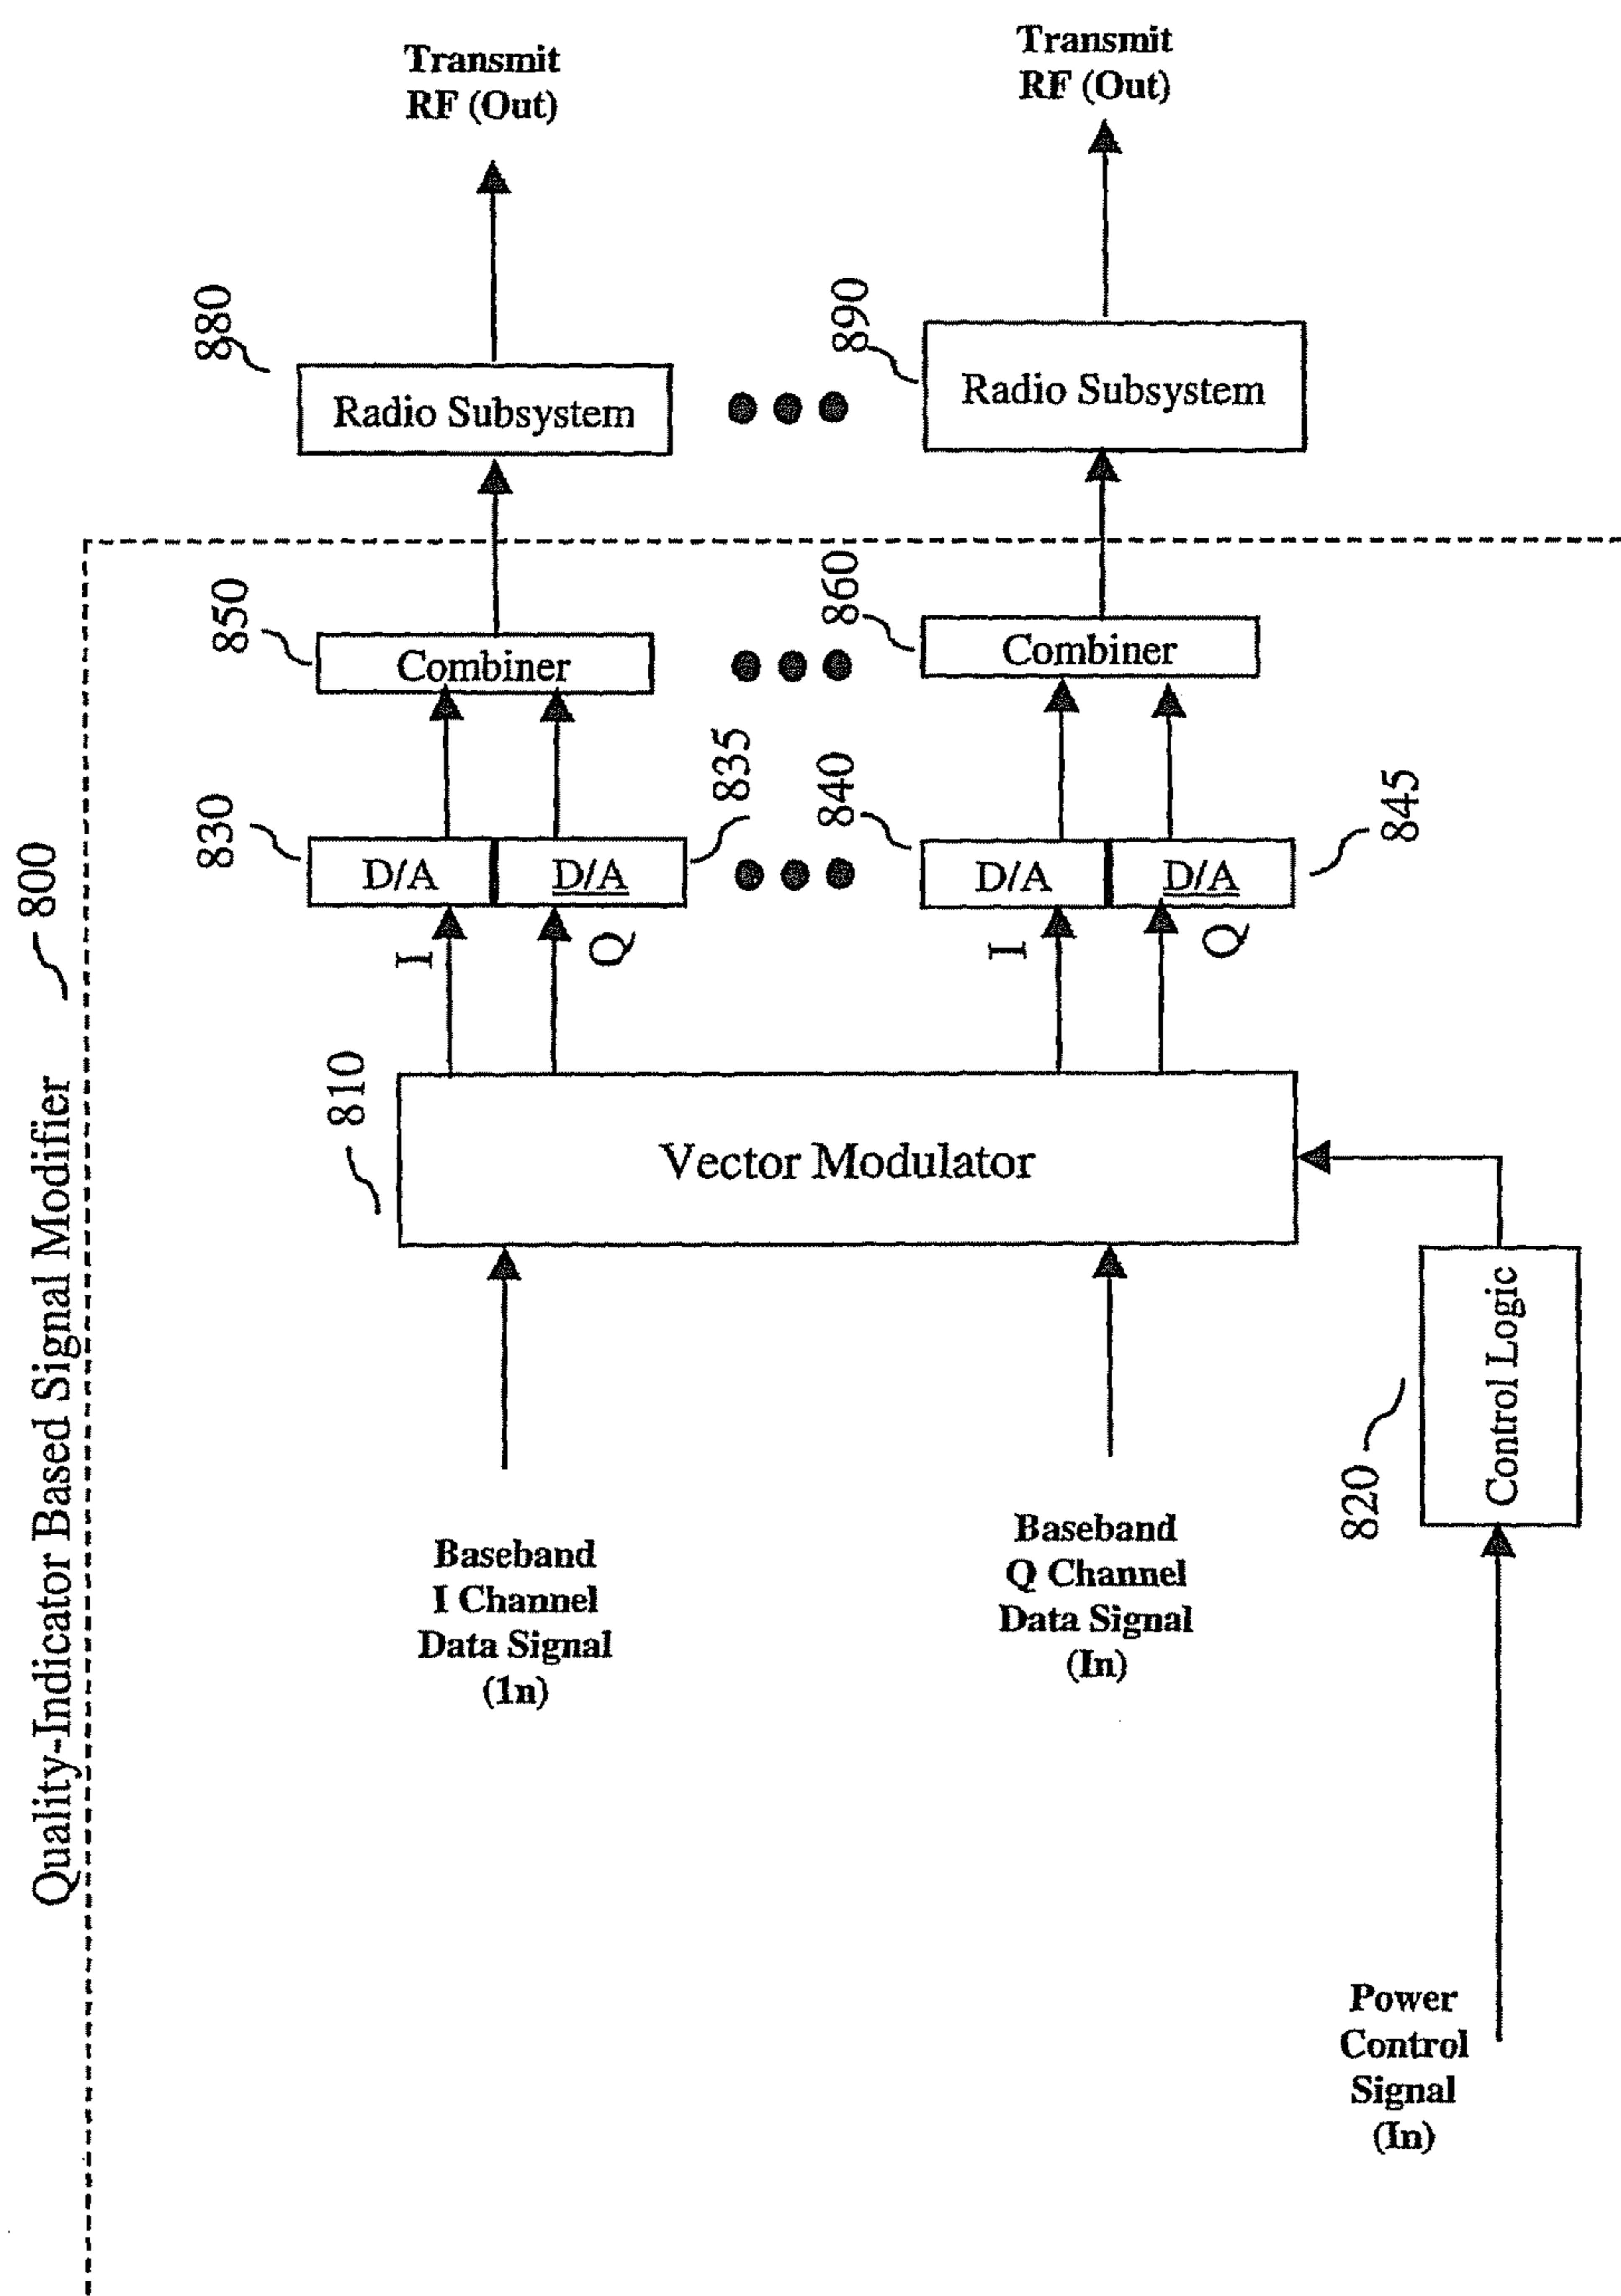 Quality-Indicator Based Signal Modifier
800
Transmit
RF (Out)
Transmit
RF (Out)
880
890
Radio Subsystem
Radio Subsystem
850
860
Combiner
Combiner
830
835
840
845
D/A
D/A
D/A
D/A
I
Q
I
Q
810
Vector Modulator
820
Control Logic
Baseband
I Channel
Data Signal
(1n)
Baseband
Q Channel
Data Signal
(In)
Power
Control
Signal
(In)